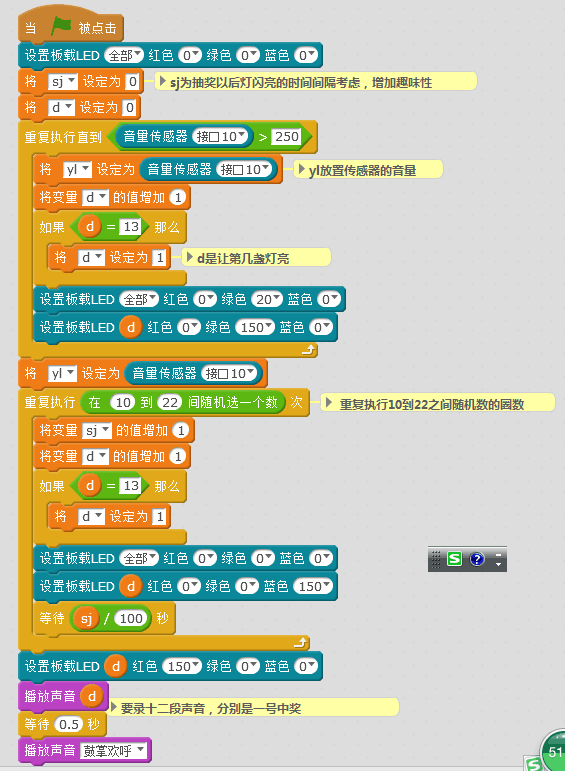 当 被点击
设置板载LED 全部 红色 0 绿色 0 蓝色 0
将 sj 设定为 0 sj为抽奖以后灯闪亮的时间间隔考虑，增加趣味性
将 d 设定为 0
重复执行直到 音量传感器 接口10 > 250
将 yl 设定为 音量传感器 接口10 yl放置传感器的音量
将变量 d 的值增加 1
如果 d = 13 那么
将 d 设定为 1 d是让第几盏灯亮
设置板载LED 全部 红色 0 绿色 20 蓝色 0
设置板载LED d 红色 0 绿色 150 蓝色 0
将 yl 设定为 音量传感器 接口10
重复执行 在 10 到 22 间随机选一个数 次 重复执行10到22之间随机数的圈数
将变量 sj 的值增加 1
将变量 d 的值增加 1
如果 d = 13 那么
将 d 设定为 1
设置板载LED 全部 红色 0 绿色 0 蓝色 0
设置板载LED d 红色 0 绿色 0 蓝色 150
等待 sj / 100 秒
设置板载LED d 红色 150 绿色 0 蓝色 0
播放声音 d 要录十二段声音，分别是一号中奖
等待 0.5 秒
播放声音 鼓掌欢呼
51